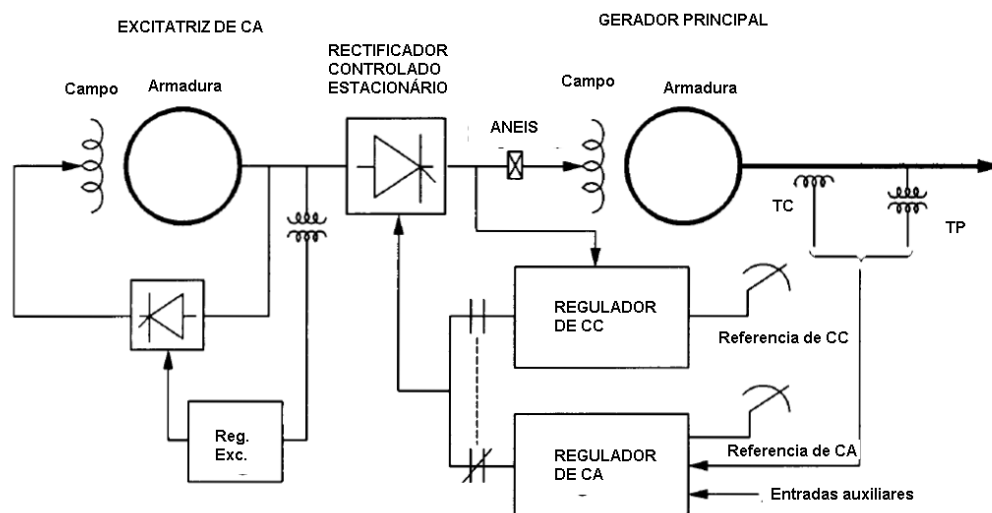 EXCITATRIZ DE CA
GERADOR PRINCIPAL
RECTIFICADOR
CONTROLADO
ESTACIONÁRIO
Campo
Armadura
ANEIS
Campo
Armadura
TC
TP
REGULADOR
DE CC
Referencia de CC
Reg.
Exc.
REGULADOR
DE CA
Referencia de CA
Entradas auxiliares